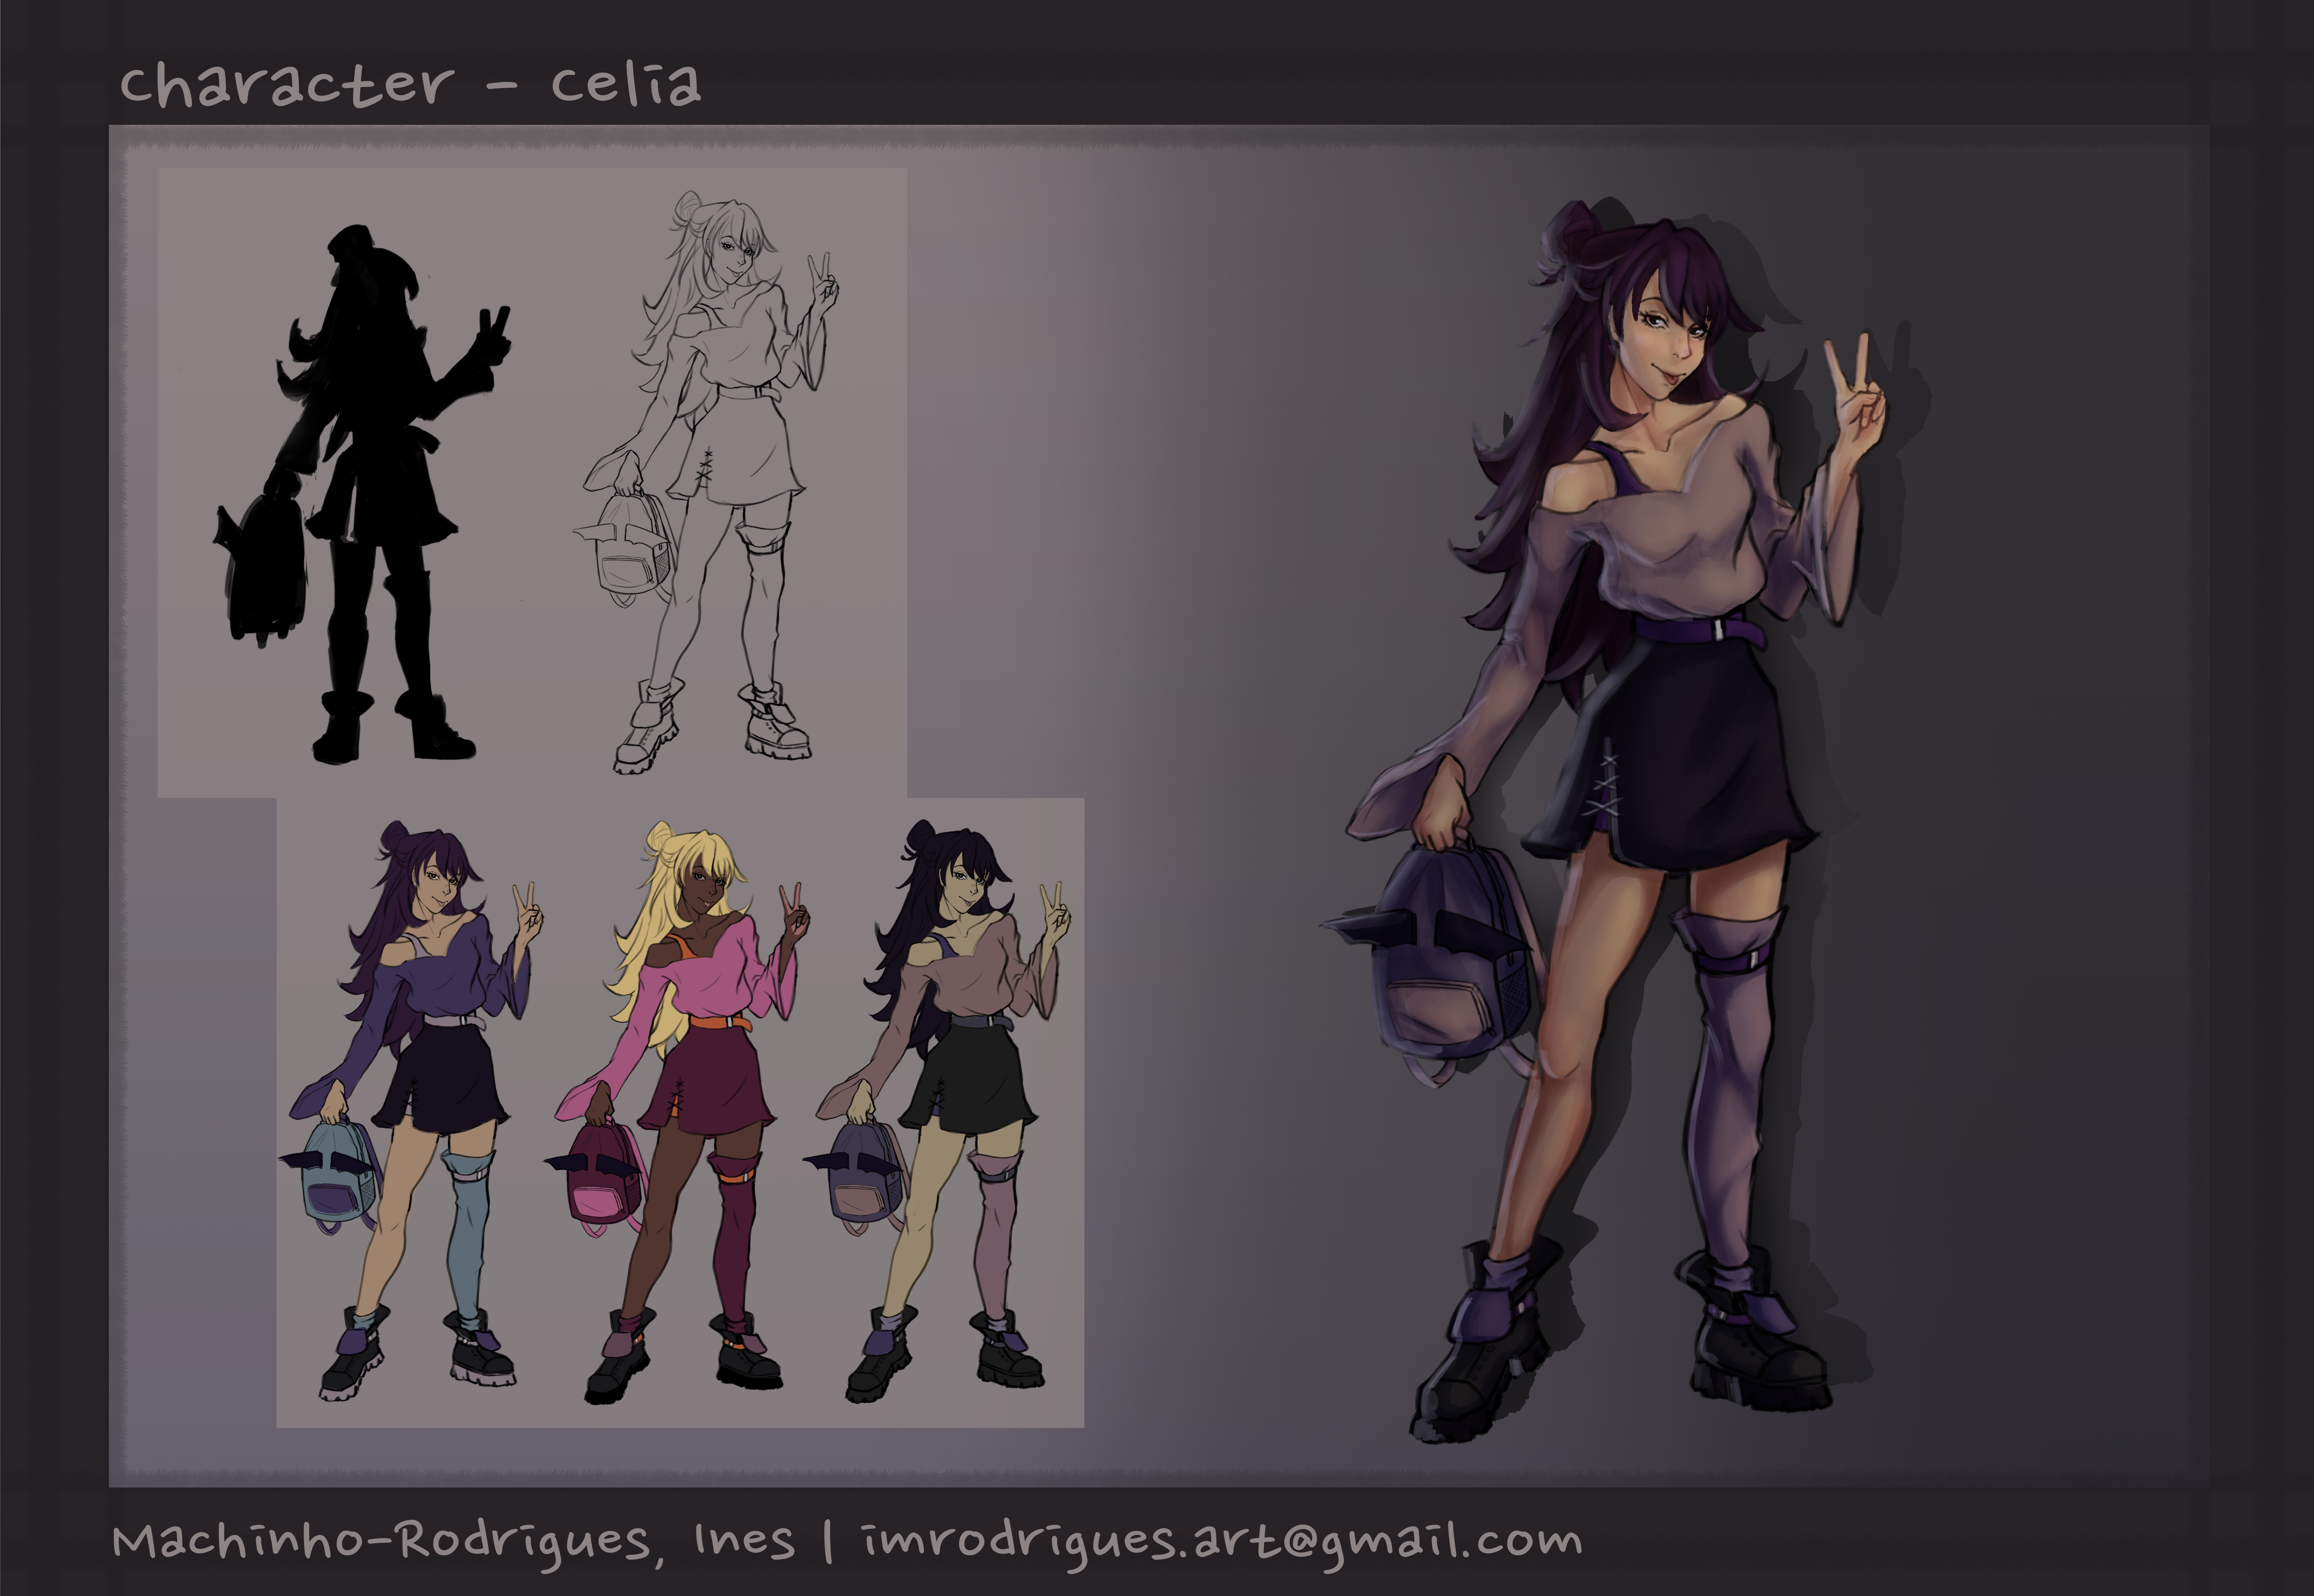 character - celia
Machinho-Rodrigues, Ines | imrodrigues.art@gmail.com